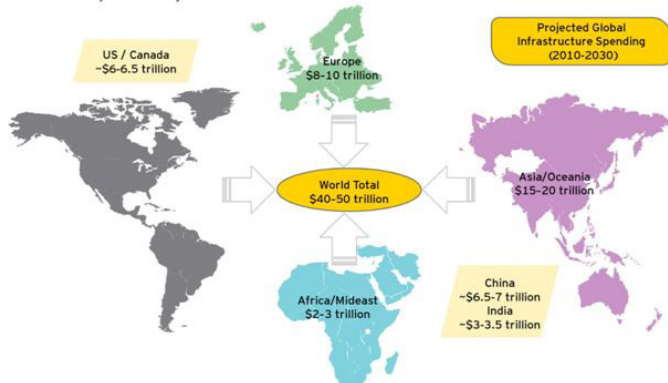 US / Canada
~$6-6.5 trillion
Europe
$8-10 trillion
Projected Global
Infrastructure Spending
(2010-2030)
World Total
$40-50 trillion
Asia/Oceania
$15-20 trillion
Africa/Mideast
$2-3 trillion
China
~$6.5-7 trillion
India
~$3-3.5 trillion